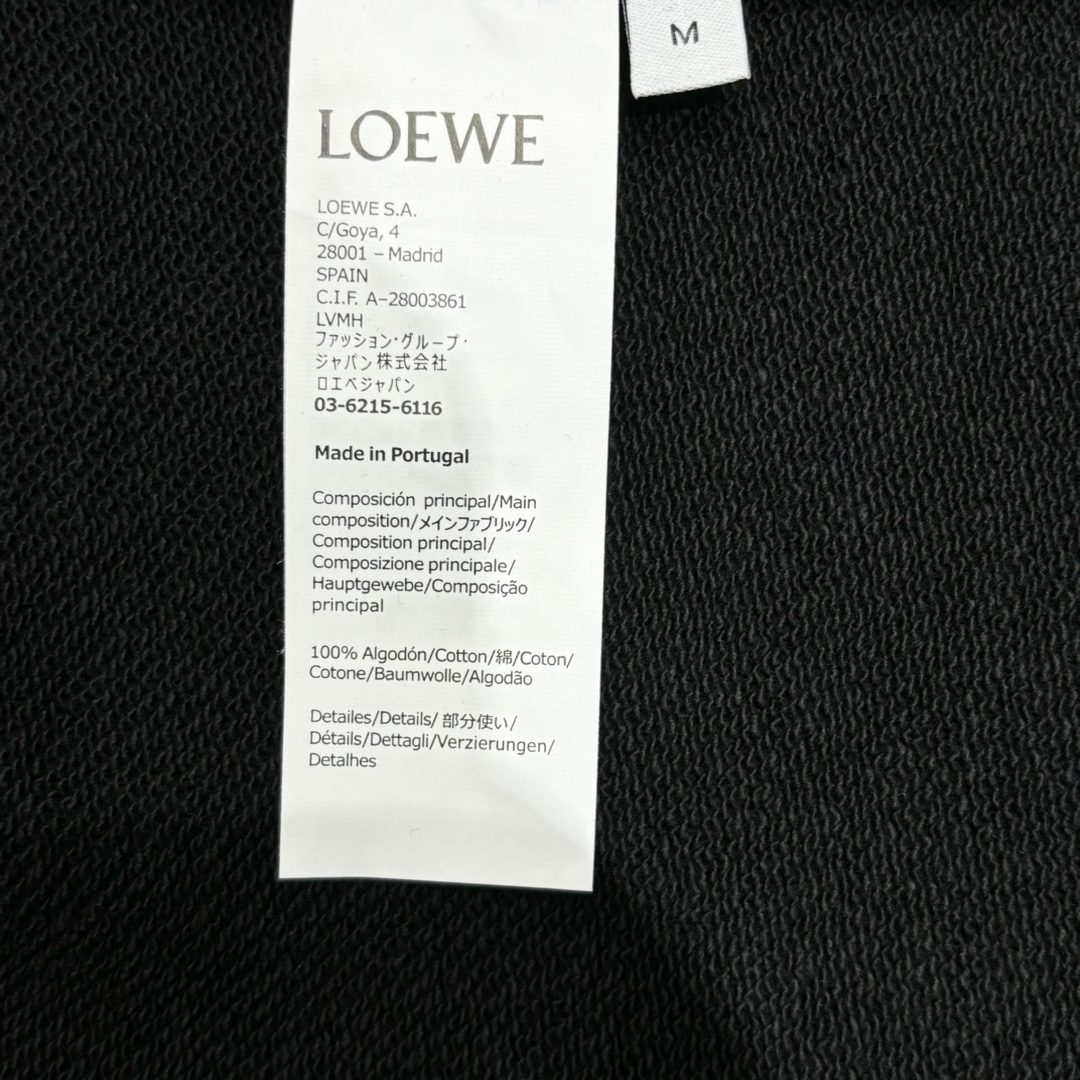 M
LOEWE
LOEWE S.A.
C/Goya, 4
28001 – Madrid
SPAIN
C.I.F. A–28003861
LVMH
ファッション・グループ・
ジャパン株式会社
ロエベジャパン
03-6215-6116
Made in Portugal
Composición principal/Main
composition/メインファブリック/
Composition principal/
Composizione principale/
Hauptgewebe/Composição
principal
100% Algodón/Cotton/綿/Coton/
Cotone/Baumwolle/Algodão
Detailes/Details/ 部分使い/
Détails/Dettagli/Verzierungen/
Detalhes